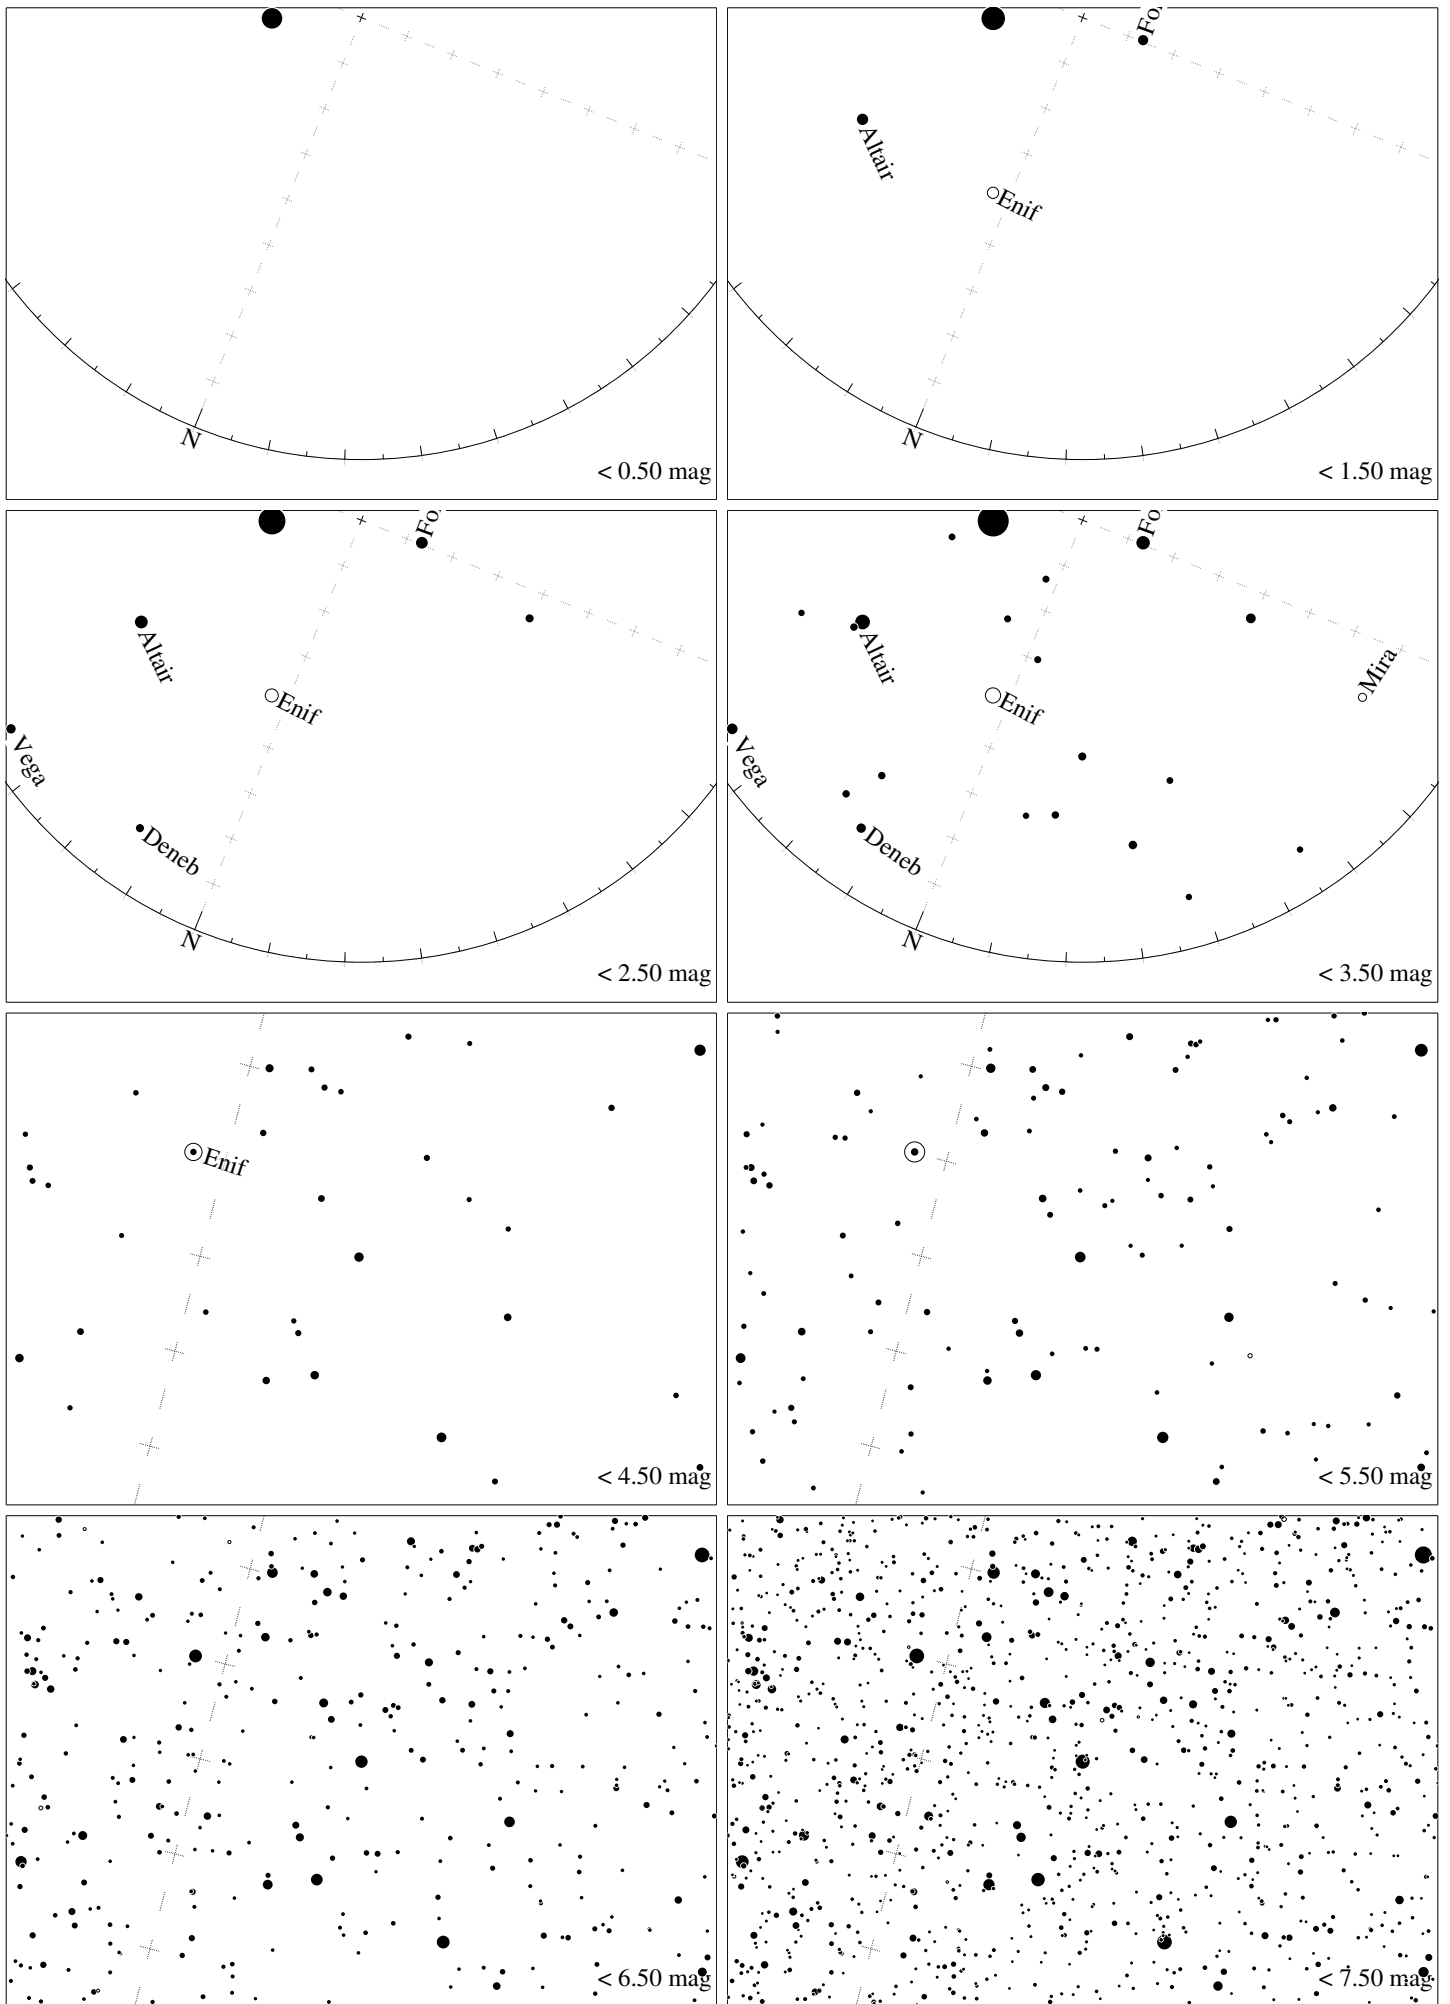 N
< 0.50 mag
Fo
Altair
Enif
N
< 1.50 mag
Fo
Altair
Enif
Vega
Deneb
N
< 2.50 mag
Fo
Altair
Mira
Enif
Vega
Deneb
N
< 3.50 mag
Enif
< 4.50 mag
< 5.50 mag
< 6.50 mag
< 7.50 mag